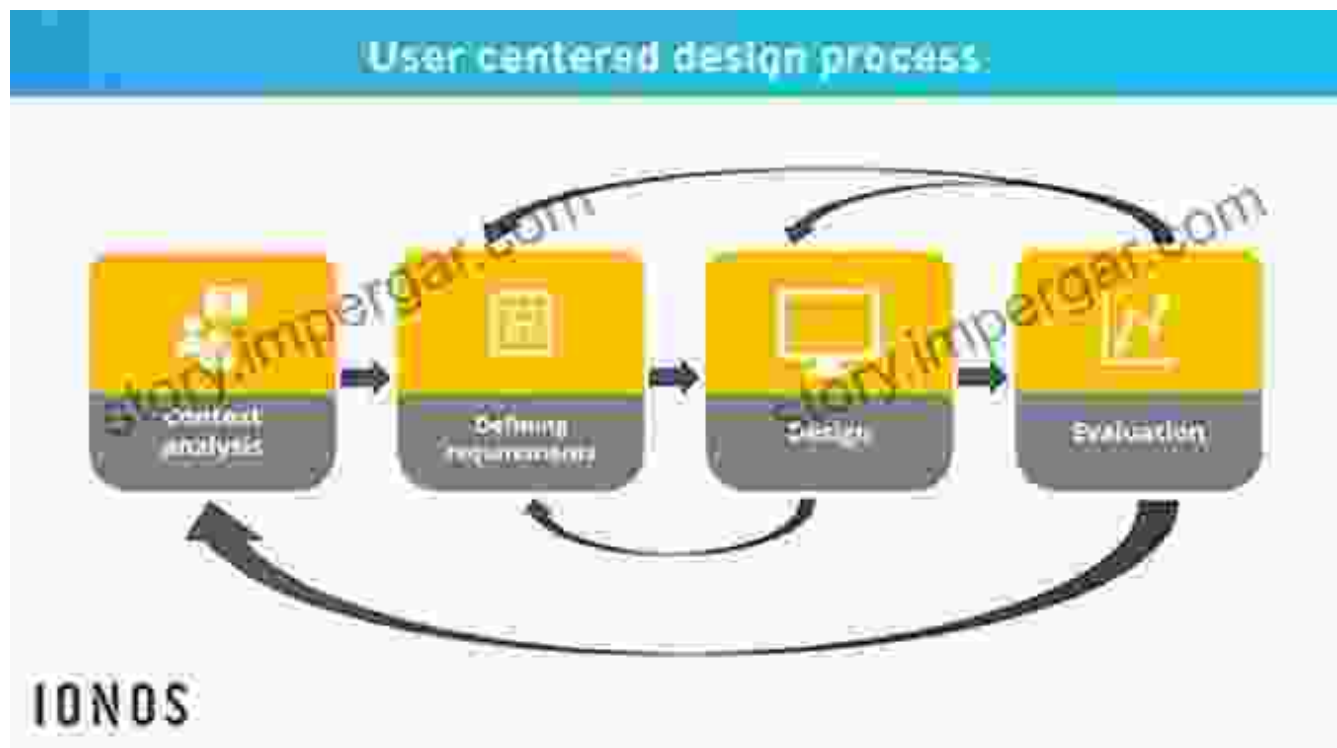 User centered design process
story.impergar.com
story.impergar.com
Context
analysis
Defining
requirements
Design
Evaluation
IONOS